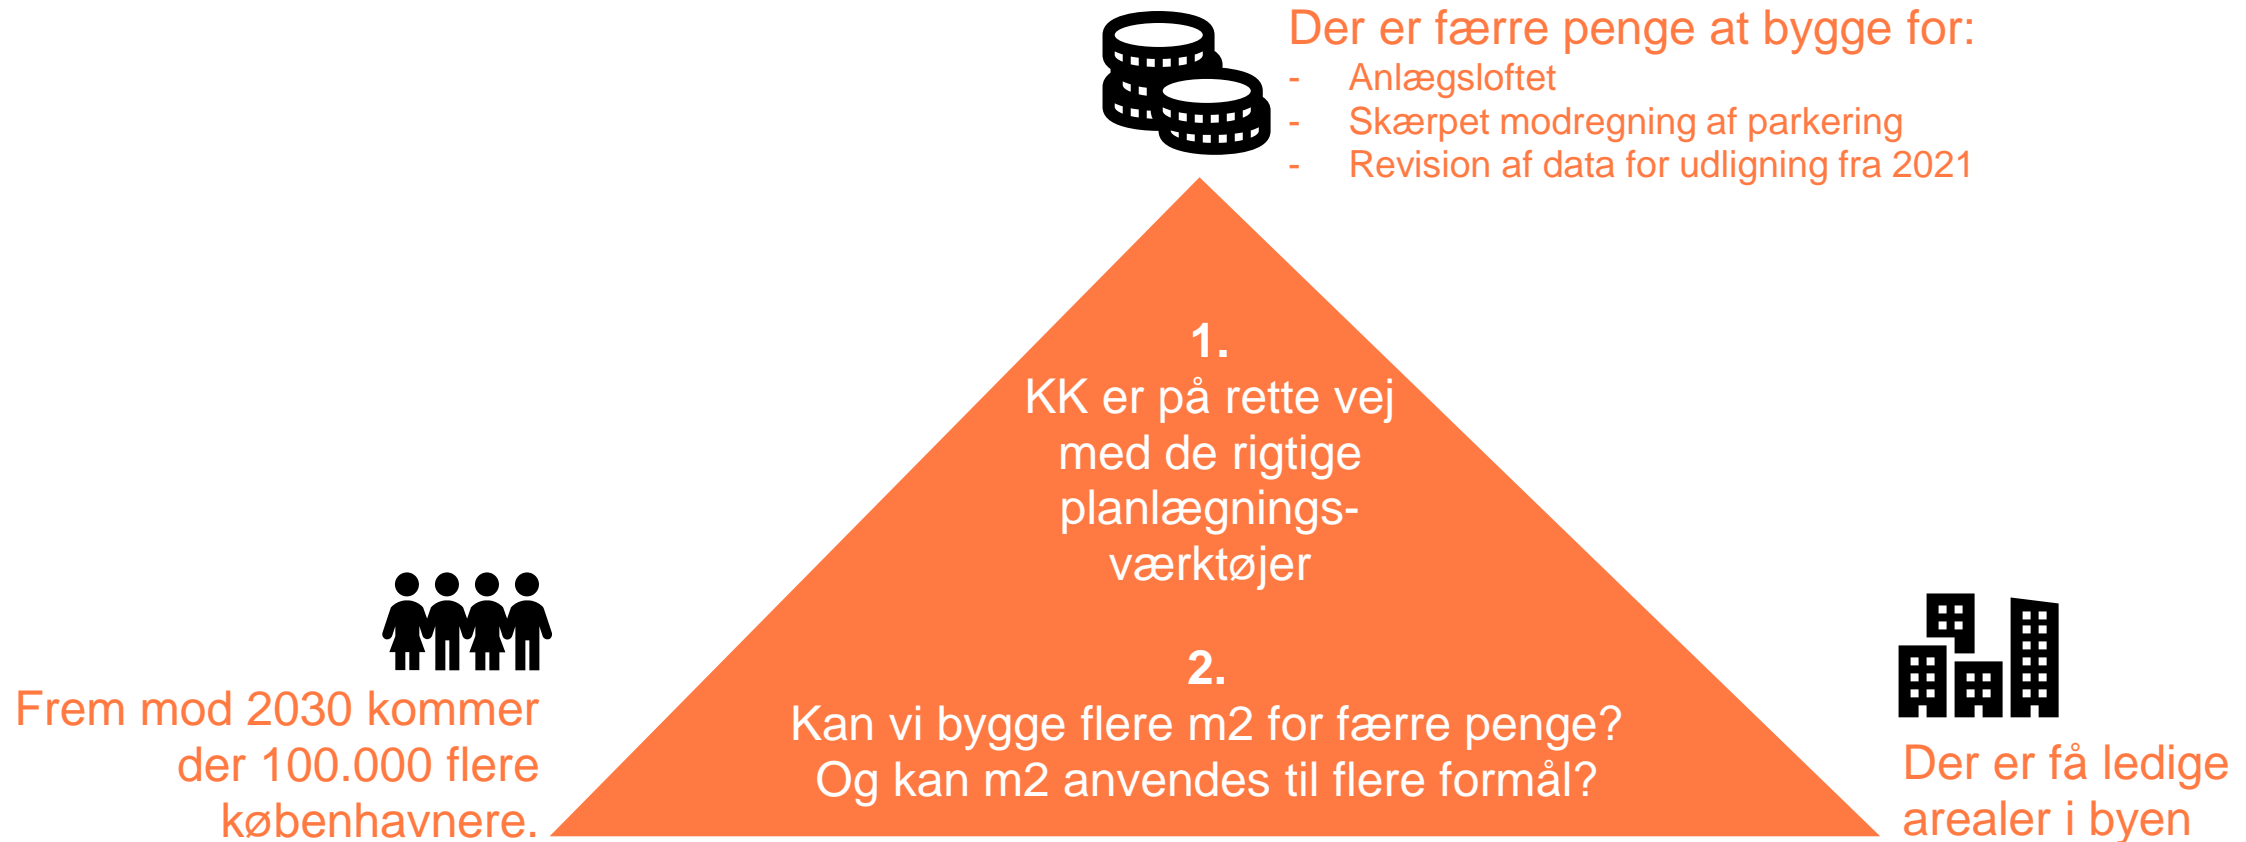 Der er færre penge at bygge for:
- Anlægsloftet
- Skærpet modregning af parkering
- Revision af data for udligning fra 2021
1.
KK er på rette vej
med de rigtige
planlægnings-
værktøjer
2.
Kan vi bygge flere m2 for færre penge?
Og kan m2 anvendes til flere formål?
Frem mod 2030 kommer
der 100.000 flere
københavnere.
Der er få ledige
arealer i byen